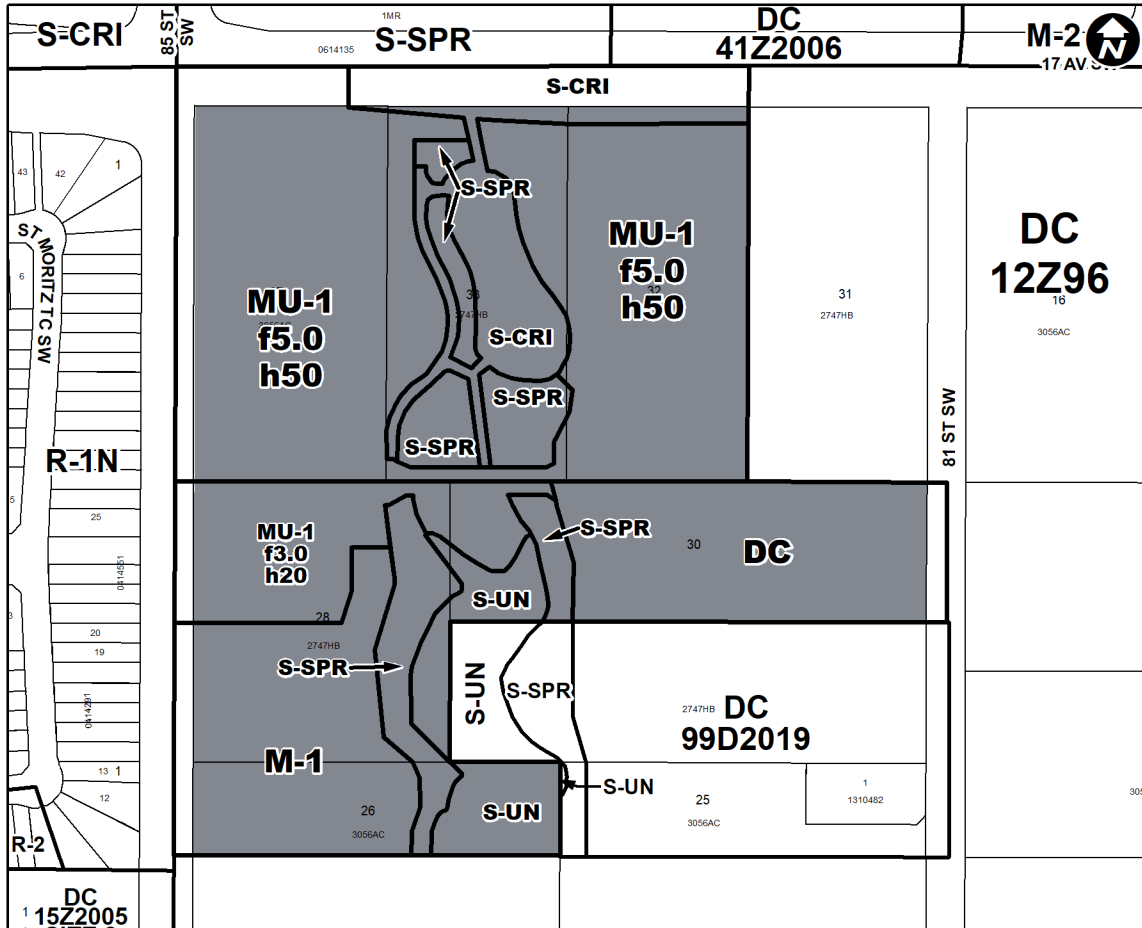 S-CRI
85 ST
SW
1MR
0614135
S-SPR
DC
41Z2006
M-2
N
17 AV SW
S-CRI
43
42
1
S-SPR
ST MORITZ TC SW
6
MU-1
f5.0
h50
33
2747HB
S-CRI
MU-1
f5.0
h50
32
31
2747HB
DC
12Z96
16
3056AC
S-SPR
S-SPR
81 ST SW
R-1N
5
25
0414551
MU-1
f3.0
h20
S-SPR
30
DC
S-UN
28
2747HB
S-SPR
3
20
19
0414291
S-UN
S-SPR
2747HB
DC
99D2019
M-1
13
1
12
S-UN
S-UN
26
3056AC
25
3056AC
1
1310482
R-2
DC
1
15Z2005